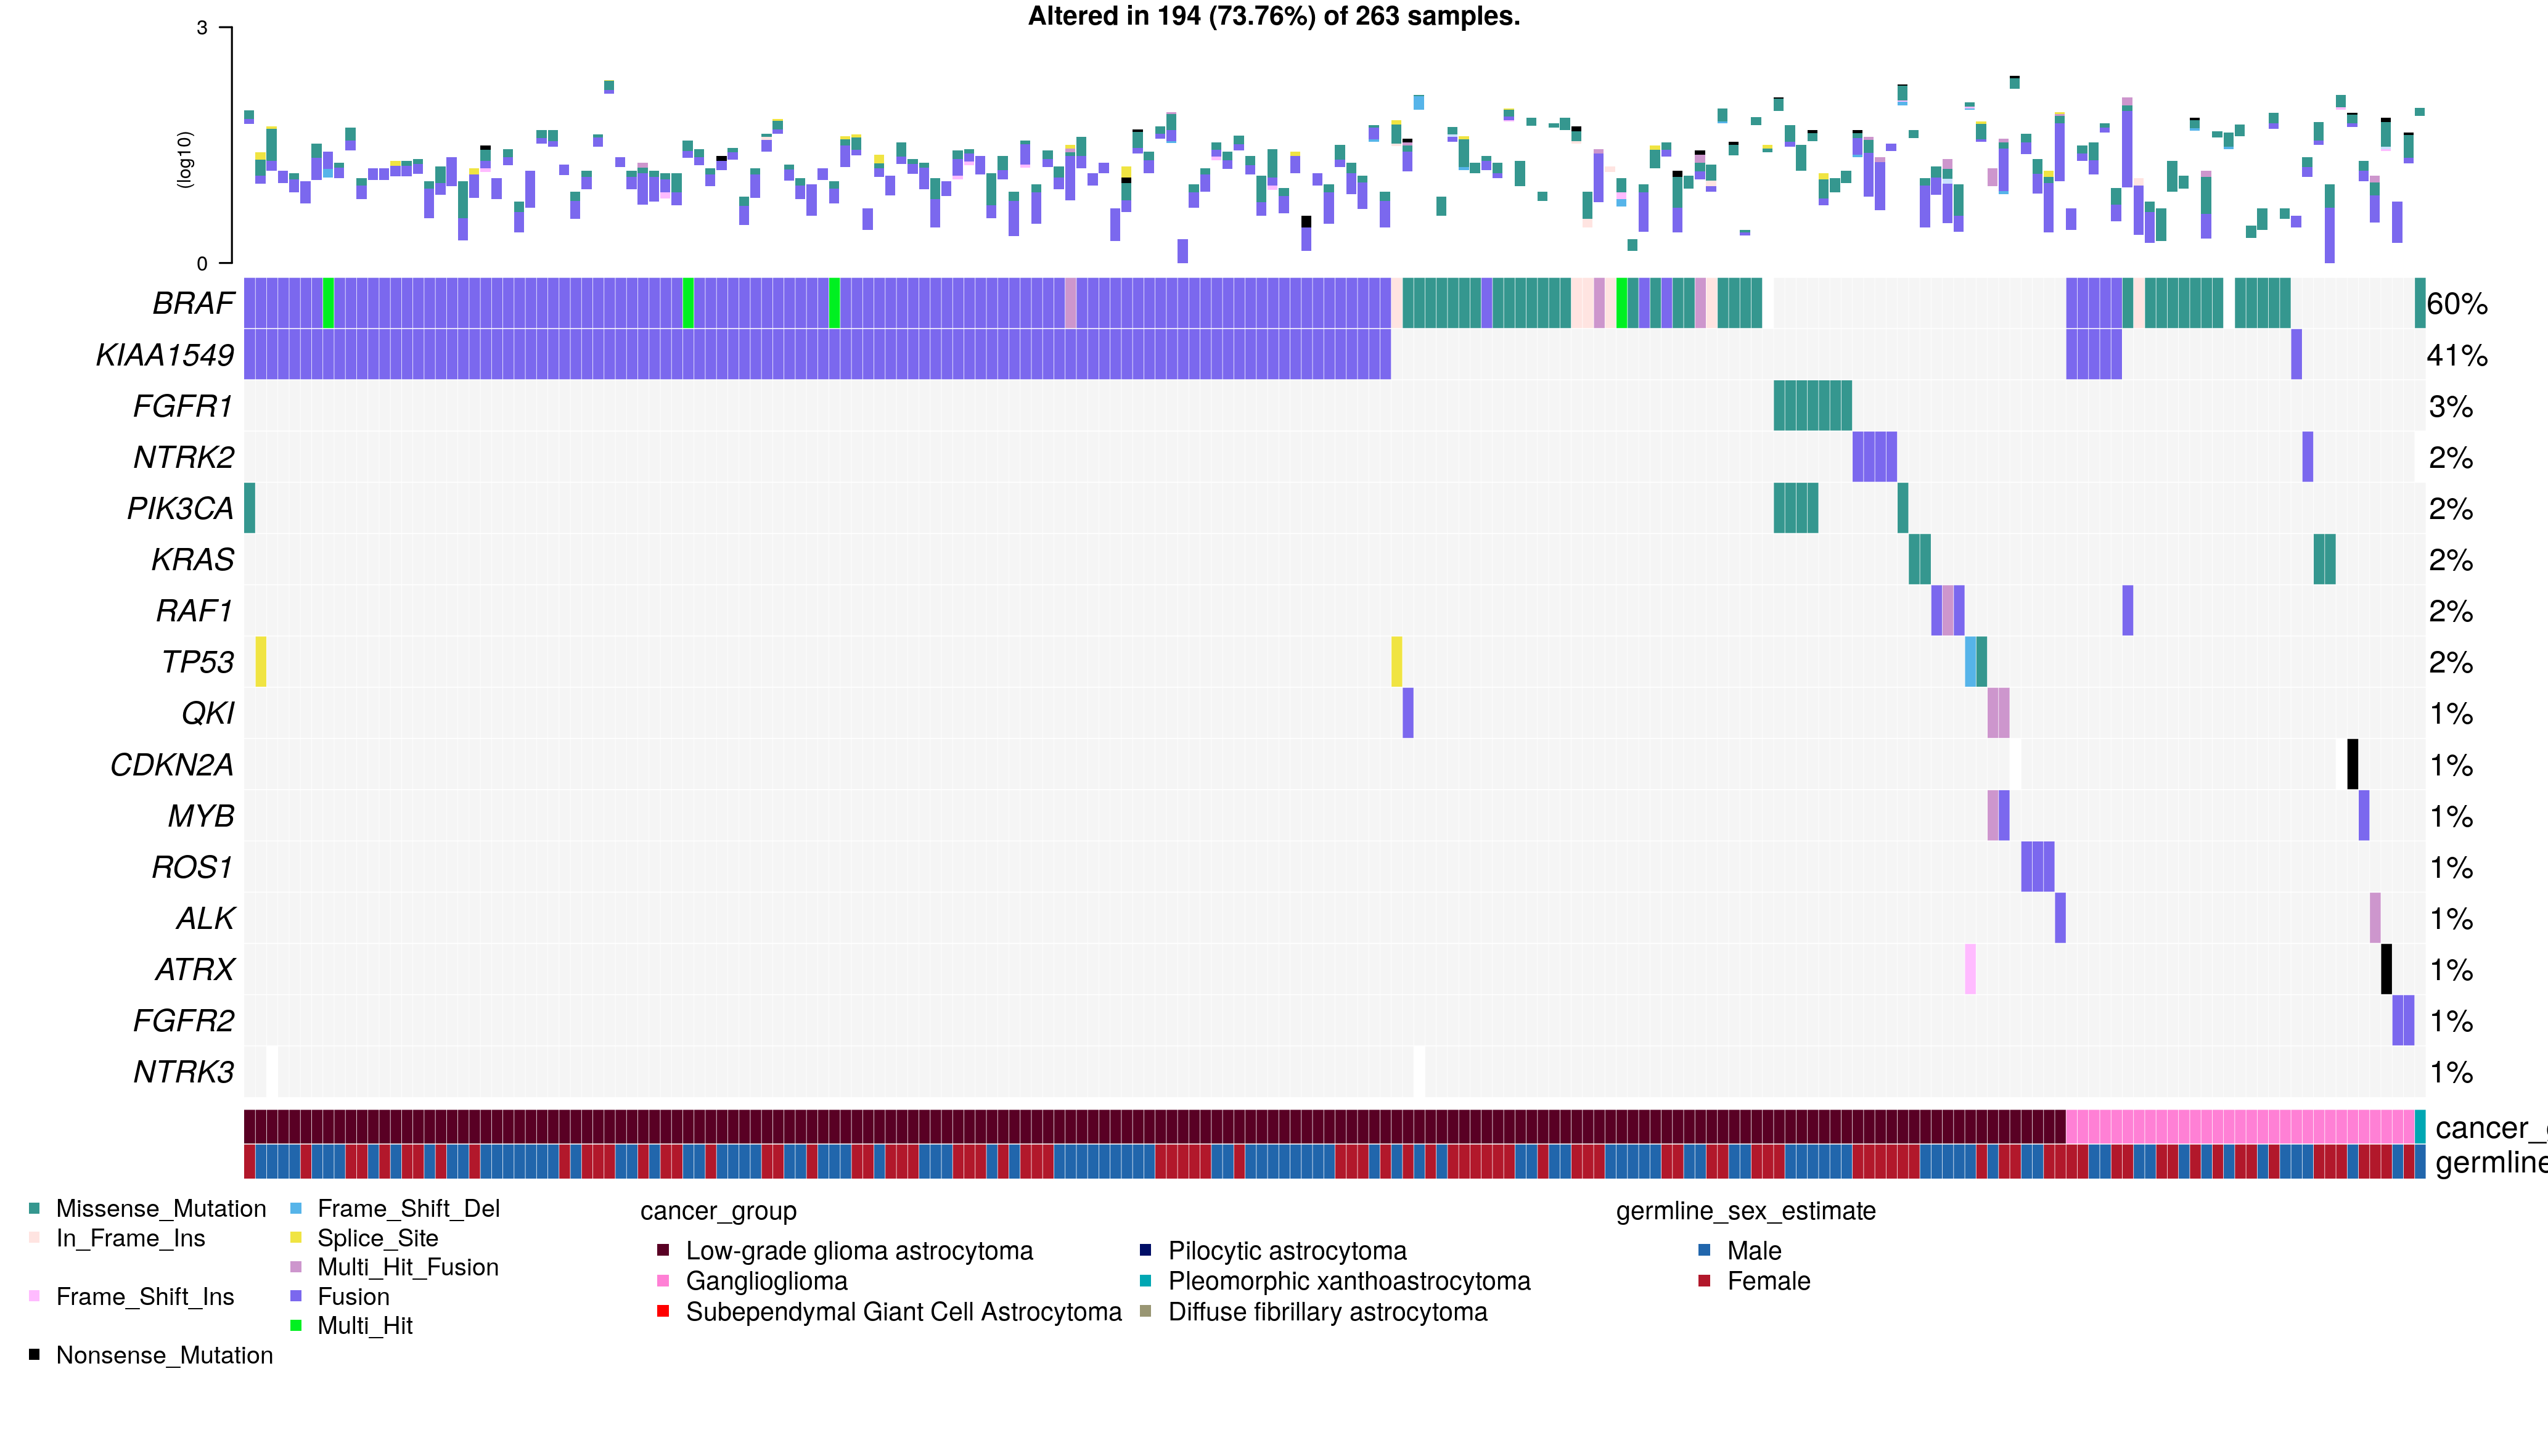 Altered in 194 (73.76%) of 263 samples.
3
(log10)
0
BRAF 60%
KIAA1549 41%
FGFR1 3%
NTRK2 2%
PIK3CA 2%
KRAS 2%
RAF1 2%
TP53 2%
QKI 1%
CDKN2A 1%
MYB 1%
ROS1 1%
ALK 1%
ATRX 1%
FGFR2 1%
NTRK3 1%
cancer_
germline
Missense_Mutation
In_Frame_Ins
Frame_Shift_Ins
Nonsense_Mutation
Frame_Shift_Del
Splice_Site
Multi_Hit_Fusion
Fusion
Multi_Hit
cancer_group
Low-grade glioma astrocytoma
Ganglioglioma
Subependymal Giant Cell Astrocytoma
Pilocytic astrocytoma
Pleomorphic xanthoastrocytoma
Diffuse fibrillary astrocytoma
germline_sex_estimate
Male
Female